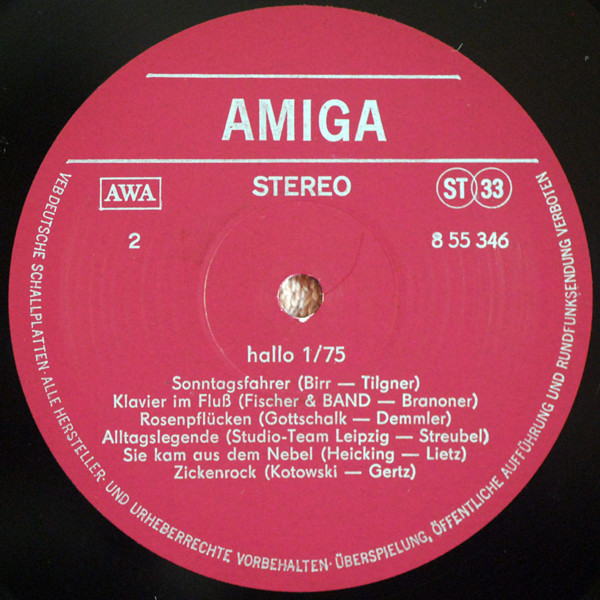 AMIGA
AWA
STEREO
ST 33
2
8 55 346
hallo 1/75
Sonntagsfahrer (Birr — Tilgner)
Klavier im Fluß (Fischer & BAND — Branoner)
Rosenpflücken (Gottschalk — Demmler)
Alltagslegende (Studio-Team Leipzig — Streubel)
Sie kam aus dem Nebel (Heicking — Lietz)
Zickenrock (Kotowski — Gertz)
VEB DEUTSCHE SCHALLPLATTEN · ALLE HERSTELLER- UND URHEBERRECHTE VORBEHALTEN · ÜBERSPIELUNG, ÖFFENTLICHE AUFFÜHRUNG UND RUNDFUNKSENDUNG VERBOTEN